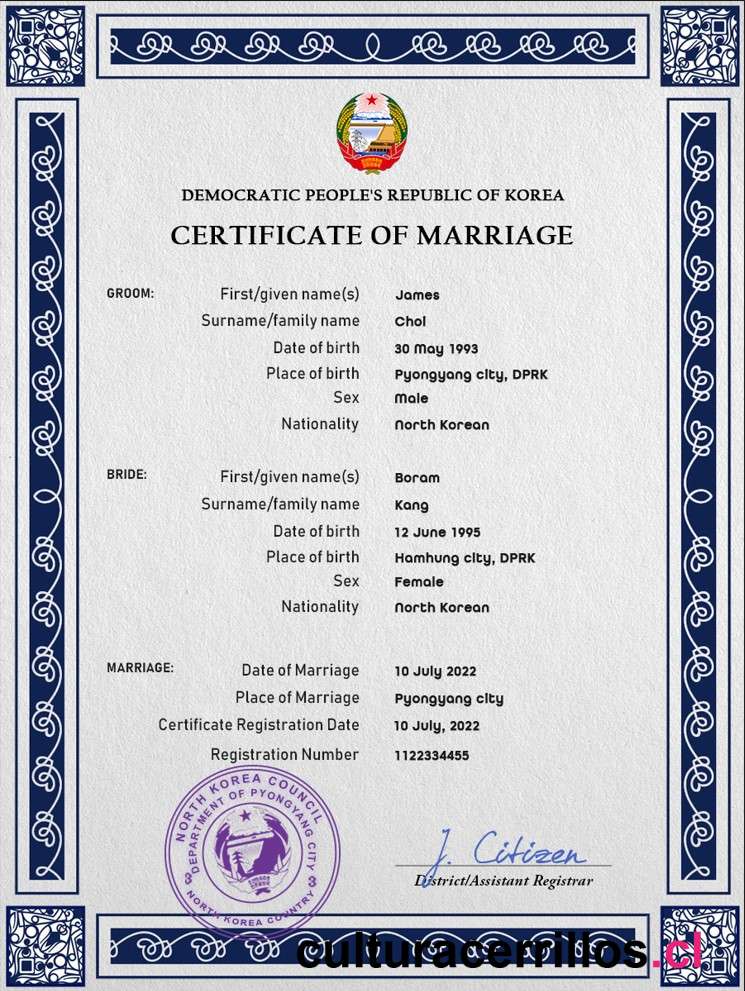 DEMOCRATIC PEOPLE'S REPUBLIC OF KOREA
CERTIFICATE OF MARRIAGE
GROOM: First/given name(s) James
Surname/family name Choi
Date of birth 30 May 1993
Place of birth Pyongyang city, DPRK
Sex Male
Nationality North Korean
BRIDE: First/given name(s) Boram
Surname/family name Kang
Date of birth 12 June 1995
Place of birth Hamhung city, DPRK
Sex Female
Nationality North Korean
MARRIAGE: Date of Marriage 10 July 2022
Place of Marriage Pyongyang city
Certificate Registration Date 10 July, 2022
Registration Number 1122334455
NORTH KOREA COUNCIL
DEPARTMENT OF PYONGYANG CITY
NORTH KOREA COUNTRY
J. Citizen
District/Assistant Registrar
culturacerrillos.cl